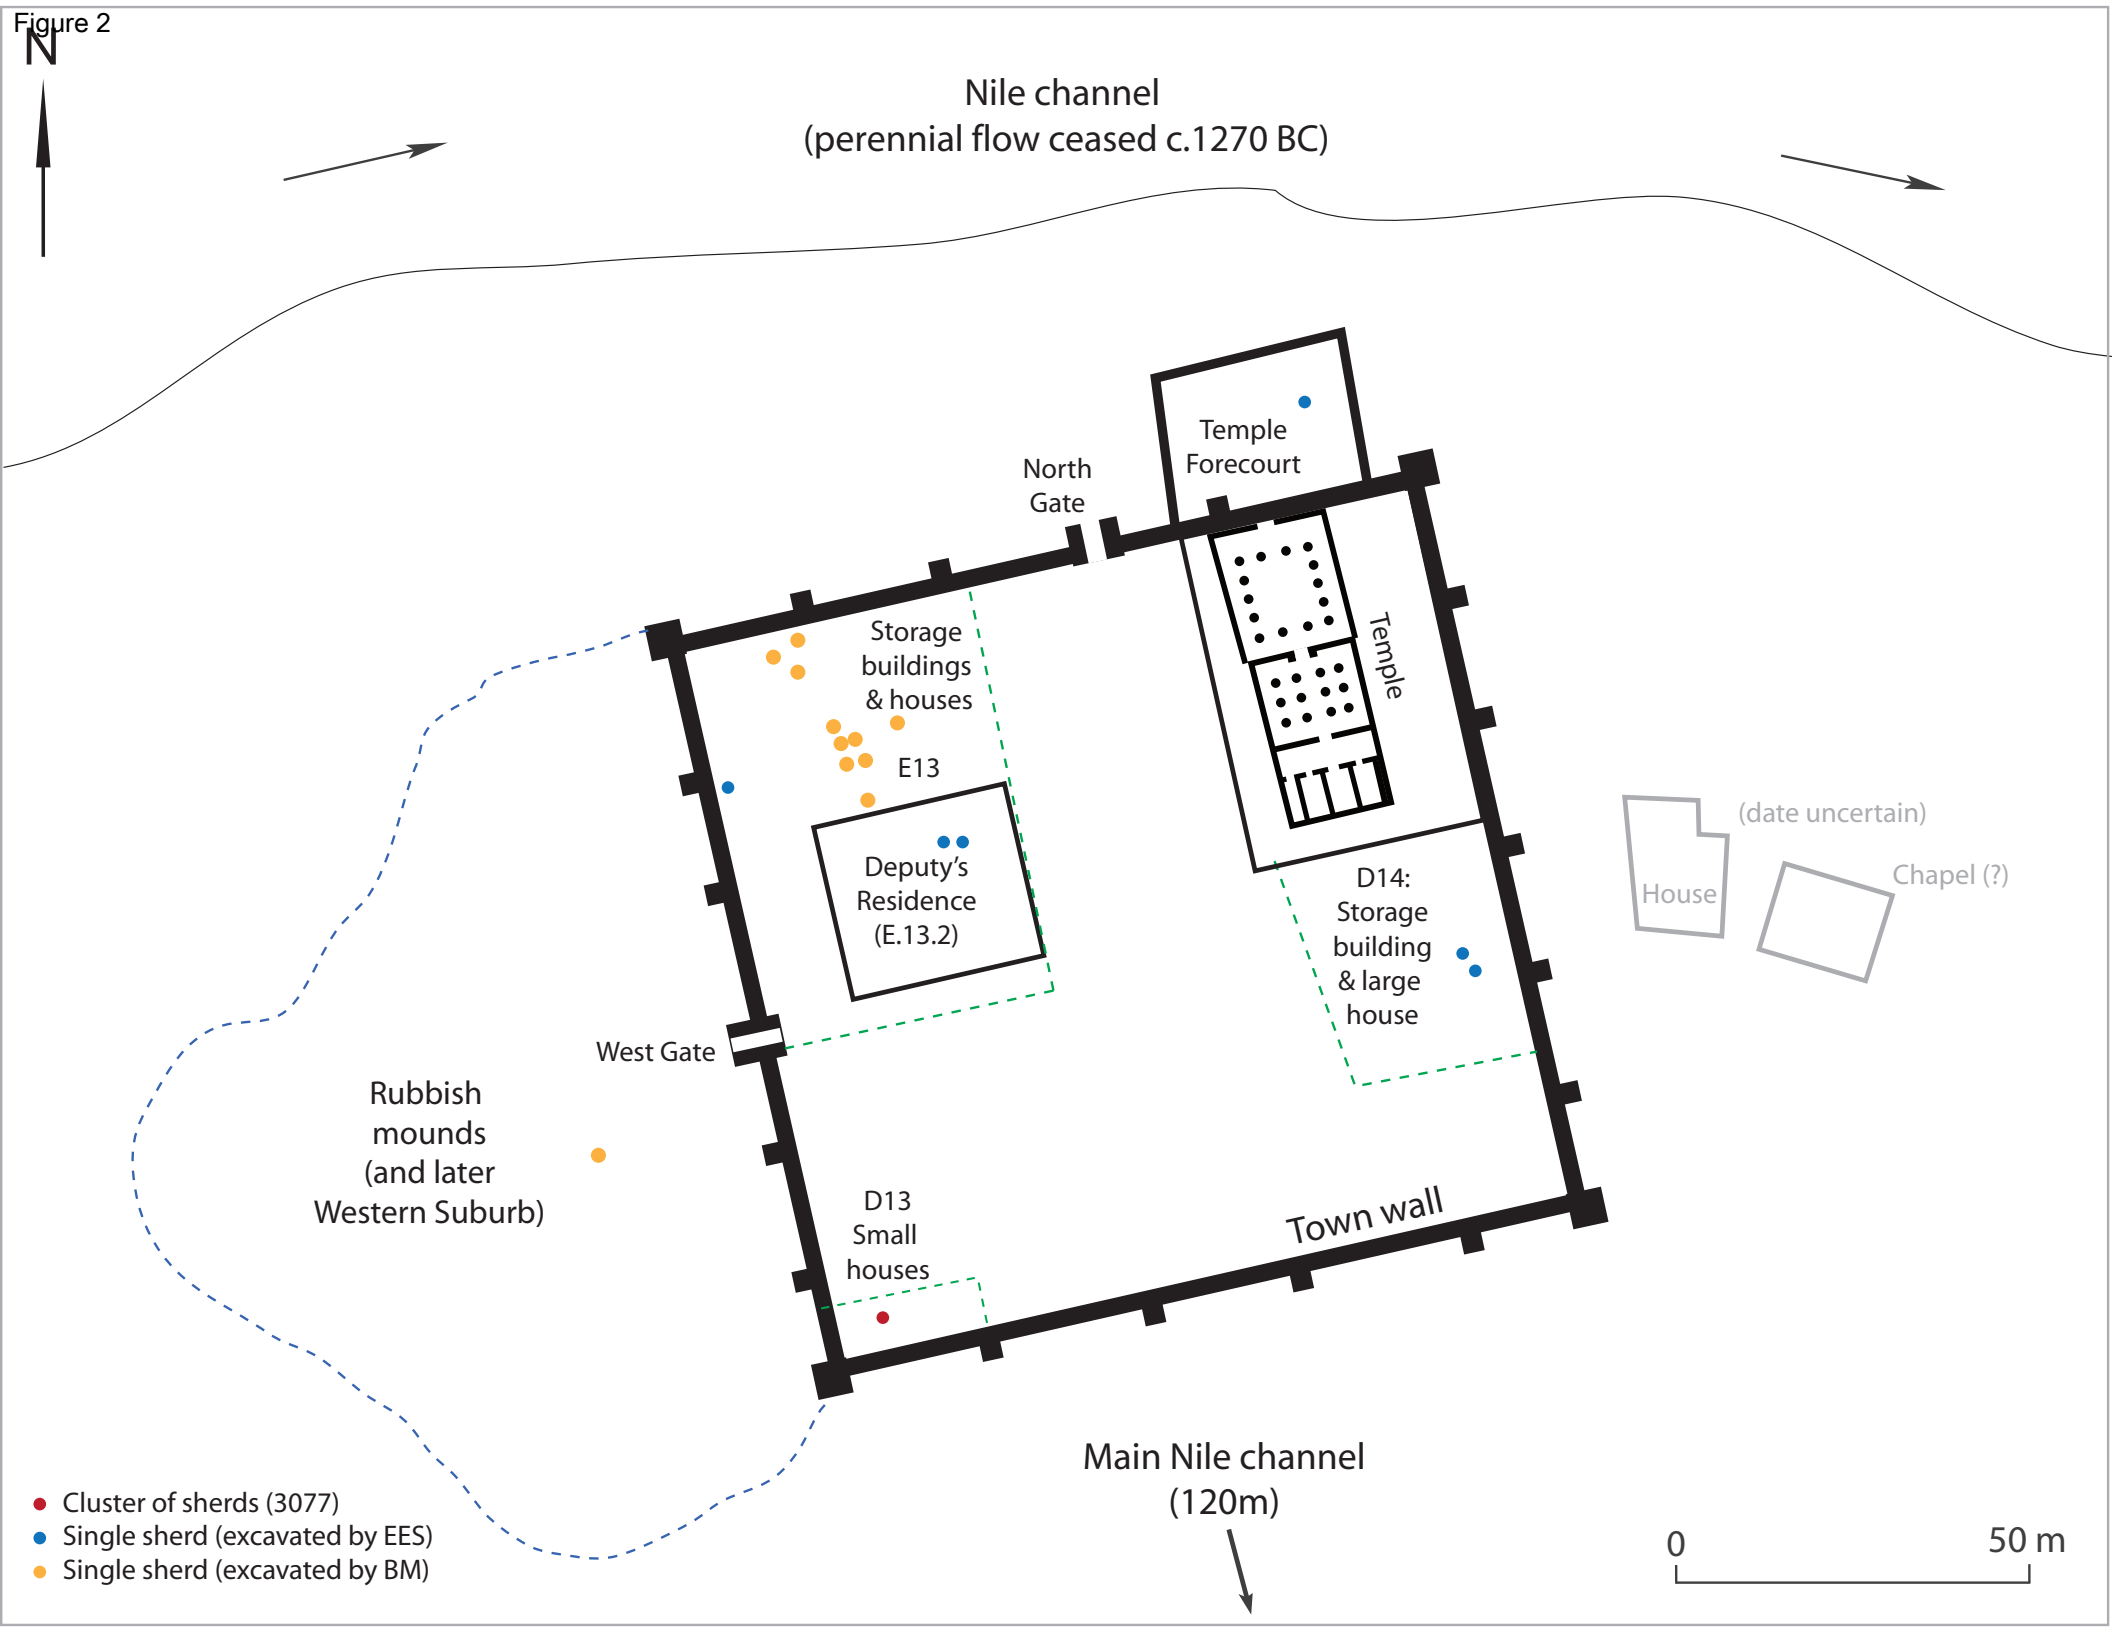 Figure 2
N
Nile channel
(perennial flow ceased c.1270 BC)
Temple
Forecourt
North
Gate
Storage
buildings
& houses
Temple
E13
(date uncertain)
House
Chapel (?)
Deputy's
Residence
(E.13.2)
D14:
Storage
building
& large
house
West Gate
Rubbish
mounds
(and later
Western Suburb)
D13
Small
houses
Town wall
Main Nile channel
(120m)
Cluster of sherds (3077)
Single sherd (excavated by EES)
Single sherd (excavated by BM)
0 50 m